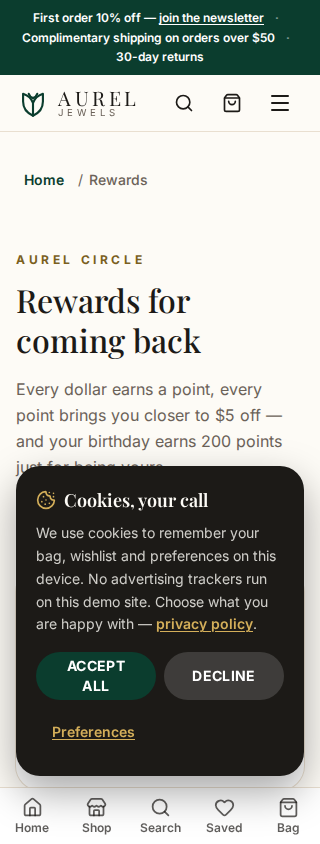 First order 10% off — join the newsletter ·
Complimentary shipping on orders over $50 ·
30-day returns
AUREL
JEWELS
Home / Rewards
AUREL CIRCLE
Rewards for
coming back
Every dollar earns a point, every
point brings you closer to $5 off —
and your birthday earns 200 points
just for being yours.
Cookies, your call
We use cookies to remember your
bag, wishlist and preferences on this
device. No advertising trackers run
on this demo site. Choose what you
are happy with — privacy policy.
ACCEPT
ALL
DECLINE
Preferences
Home Shop Search Saved Bag